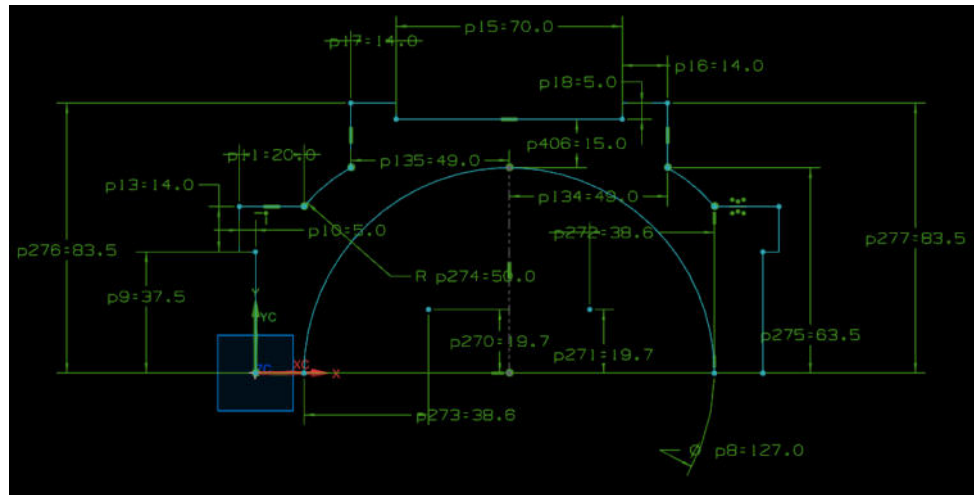 p15=70.0
p17=14.0
p16=14.0
p18=5.0
p406=15.0
p11=20.0
p135=49.0
p13=14.0
p134=49.0
p10=5.0
p272=38.6
p276=83.5
p277=83.5
R p274=50.0
p9=37.5
Y
YC
p270=19.7
p271=19.7
p275=63.5
ZC
XC
X
p273=38.6
Ø p8=127.0